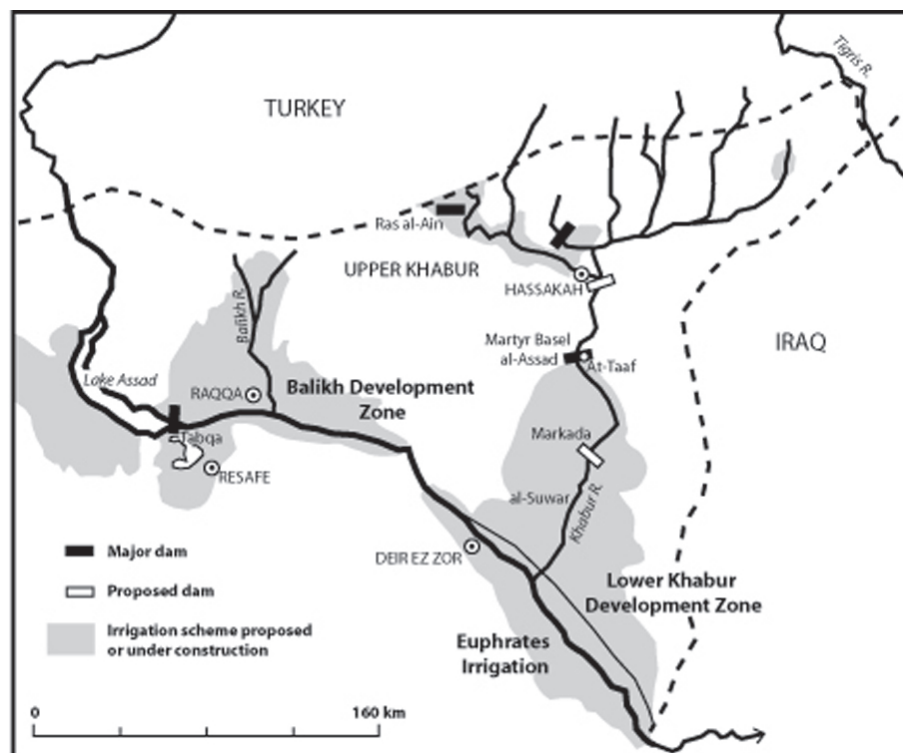 Tigris R.
TURKEY
Ras al-Ain
UPPER KHABUR
HASSAKAH
Balikh R.
Martyr Basel
al-Assad
At-Taaf
IRAQ
Lake Assad
RAQQA
Balikh Development
Zone
Tabqa
RESAFE
Markada
al-Suwar
Khabur R.
DEIR EZ ZOR
Lower Khabur
Development Zone
Euphrates
Irrigation
Major dam
Proposed dam
Irrigation scheme proposed
or under construction
0
160 km